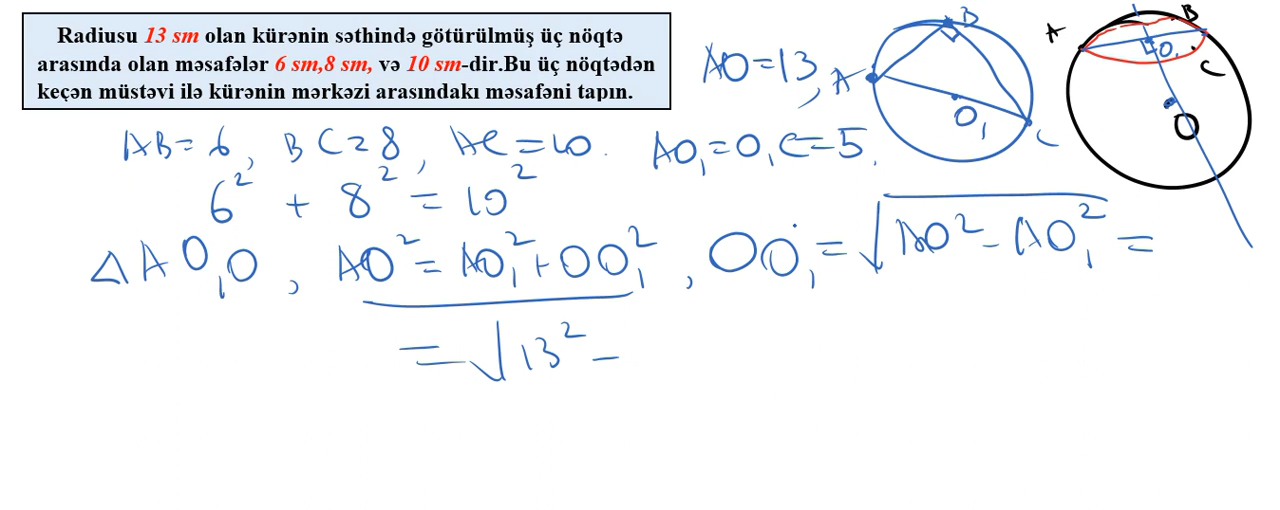 Radiusu 13 sm olan kürənin səthində götürülmüş üç nöqtə
arasında olan məsafələr 6 sm,8 sm, və 10 sm-dir.Bu üç nöqtədən
keçən müstəvi ilə kürənin mərkəzi arasındakı məsafəni tapın.
AO=13,
A
B
O₁
C
A
B
O₁
C
O
AB=6, BC=8, AC=10. AO₁=O₁C=5.
6² + 8² = 10²
△AO₁O, AO²=AO₁²+OO₁², OO₁=√AO²-AO₁² =
=√13² -